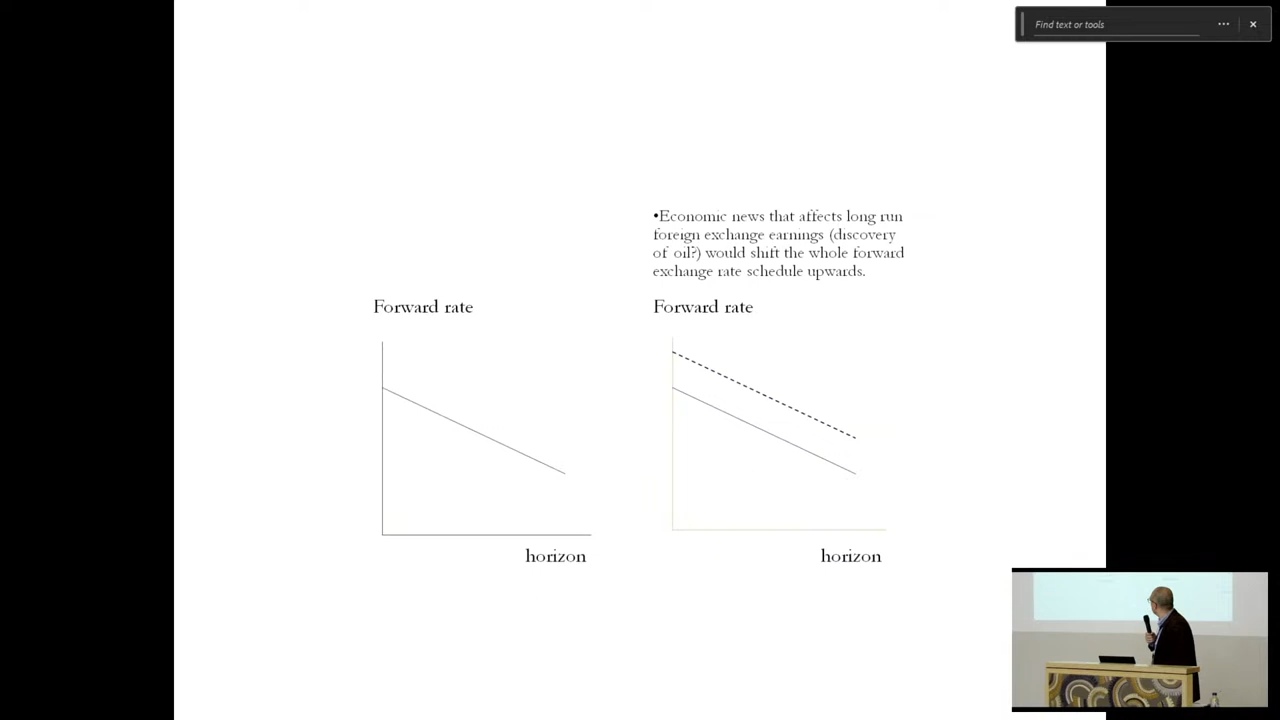 Find text or tools
•Economic news that affects long run
foreign exchange earnings (discovery
of oil?) would shift the whole forward
exchange rate schedule upwards.
Forward rate
Forward rate
horizon
horizon